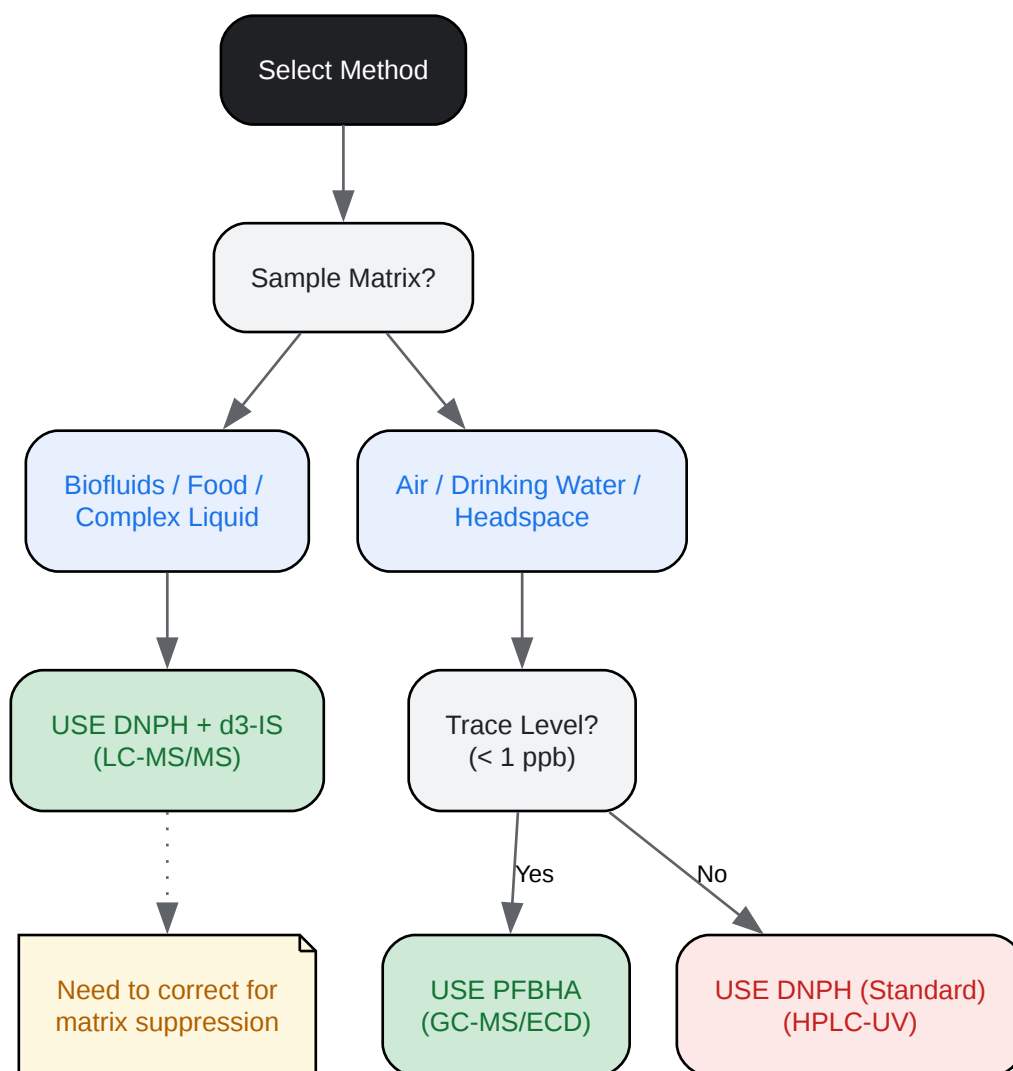 Select Method
Sample Matrix?
Biofluids / Food /
Complex Liquid
Air / Drinking Water /
Headspace
USE DNPH + d3-IS
(LC-MS/MS)
Trace Level?
(< 1 ppb)
Yes
No
Need to correct for
matrix suppression
USE PFBHA
(GC-MS/ECD)
USE DNPH (Standard)
(HPLC-UV)